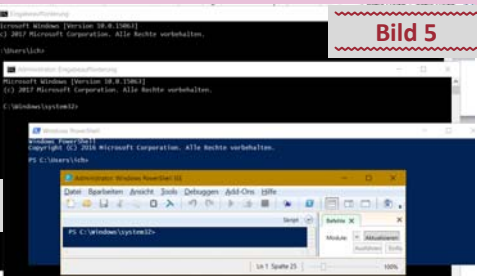 Bild 5
Eingabeaufforderung
Microsoft Windows [Version 10.0.15063]
(c) 2017 Microsoft Corporation. Alle Rechte vorbehalten.
:\Users\ich>
Administrator: Eingabeaufforderung
Microsoft Windows [Version 10.0.15063]
(c) 2017 Microsoft Corporation. Alle Rechte vorbehalten.
C:\Windows\system32>
Windows PowerShell
Windows PowerShell
Copyright (C) 2016 Microsoft Corporation. Alle Rechte vorbehalten.
PS C:\Users\ich>
Administrator: Windows PowerShell ISE
Datei Bearbeiten Ansicht Tools Debuggen Add-Ons Hilfe
Skript
PS C:\Windows\system32>
Befehle X
Module: Aktualisieren
Ausführen
Ln 1 Spalte 25
100%